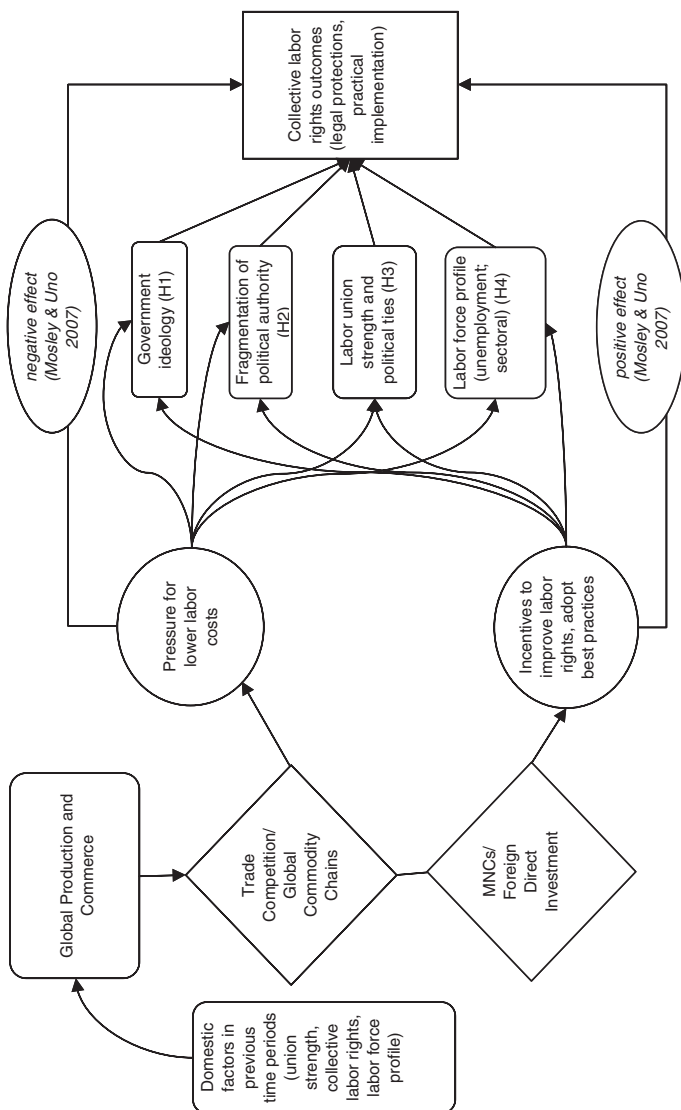 Domestic
factors in
previous
time periods
(union
strength,
collective
labor rights,
labor force
profile)
Global Production and
Commerce
Trade
Competition/
Global
Commodity
Chains
MNCs/
Foreign
Direct
Investment
Pressure for
lower labor
costs
Incentives to
improve labor
rights, adopt
best practices
negative effect
(Mosley & Uno
2007)
Government
ideology (H1)
Fragmentation of
political authority
(H2)
Labor union
strength and
political ties (H3)
Labor force profile
(unemployment;
sectoral) (H4)
positive effect
(Mosley & Uno
2007)
Collective labor
rights outcomes
(legal protections,
practical
implementation)